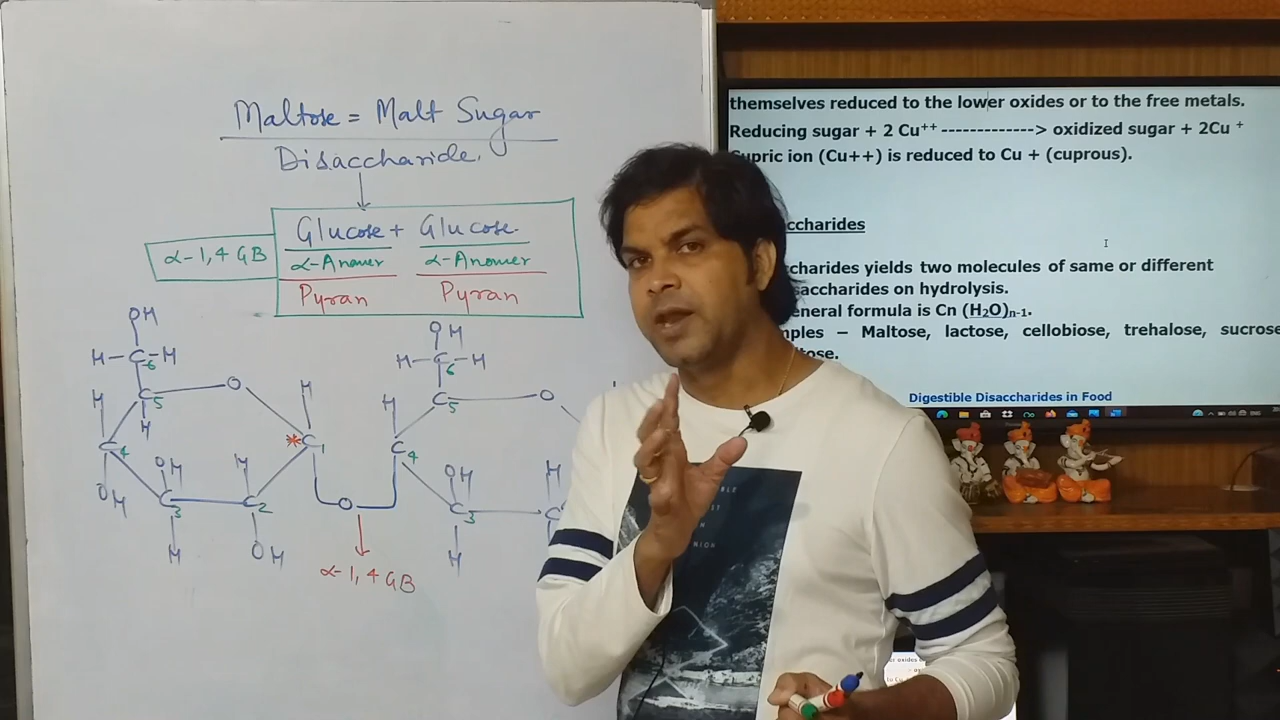 Maltose = Malt Sugar
Disaccharide.
Glucose + Glucose
α-Anomer α-Anomer
Pyran Pyran
α-1,4 GB
OH
H-C6-H
C5 O
H
H
H
*C1
C4
OH
OH
H
C3 C2
H
OH
O
α-1,4 GB
OH
H-C6-H
C5 O
H
C4
OH
H
C3
H
themselves reduced to the lower oxides or to the free metals.
Reducing sugar + 2 Cu++ -------------> oxidized sugar + 2Cu +
Cupric ion (Cu++) is reduced to Cu + (cuprous).
ccharides
charides yields two molecules of same or different
saccharides on hydrolysis.
eneral formula is Cn (H2O)n-1.
mples – Maltose, lactose, cellobiose, trehalose, sucrose
tose.
Digestible Disaccharides in Food